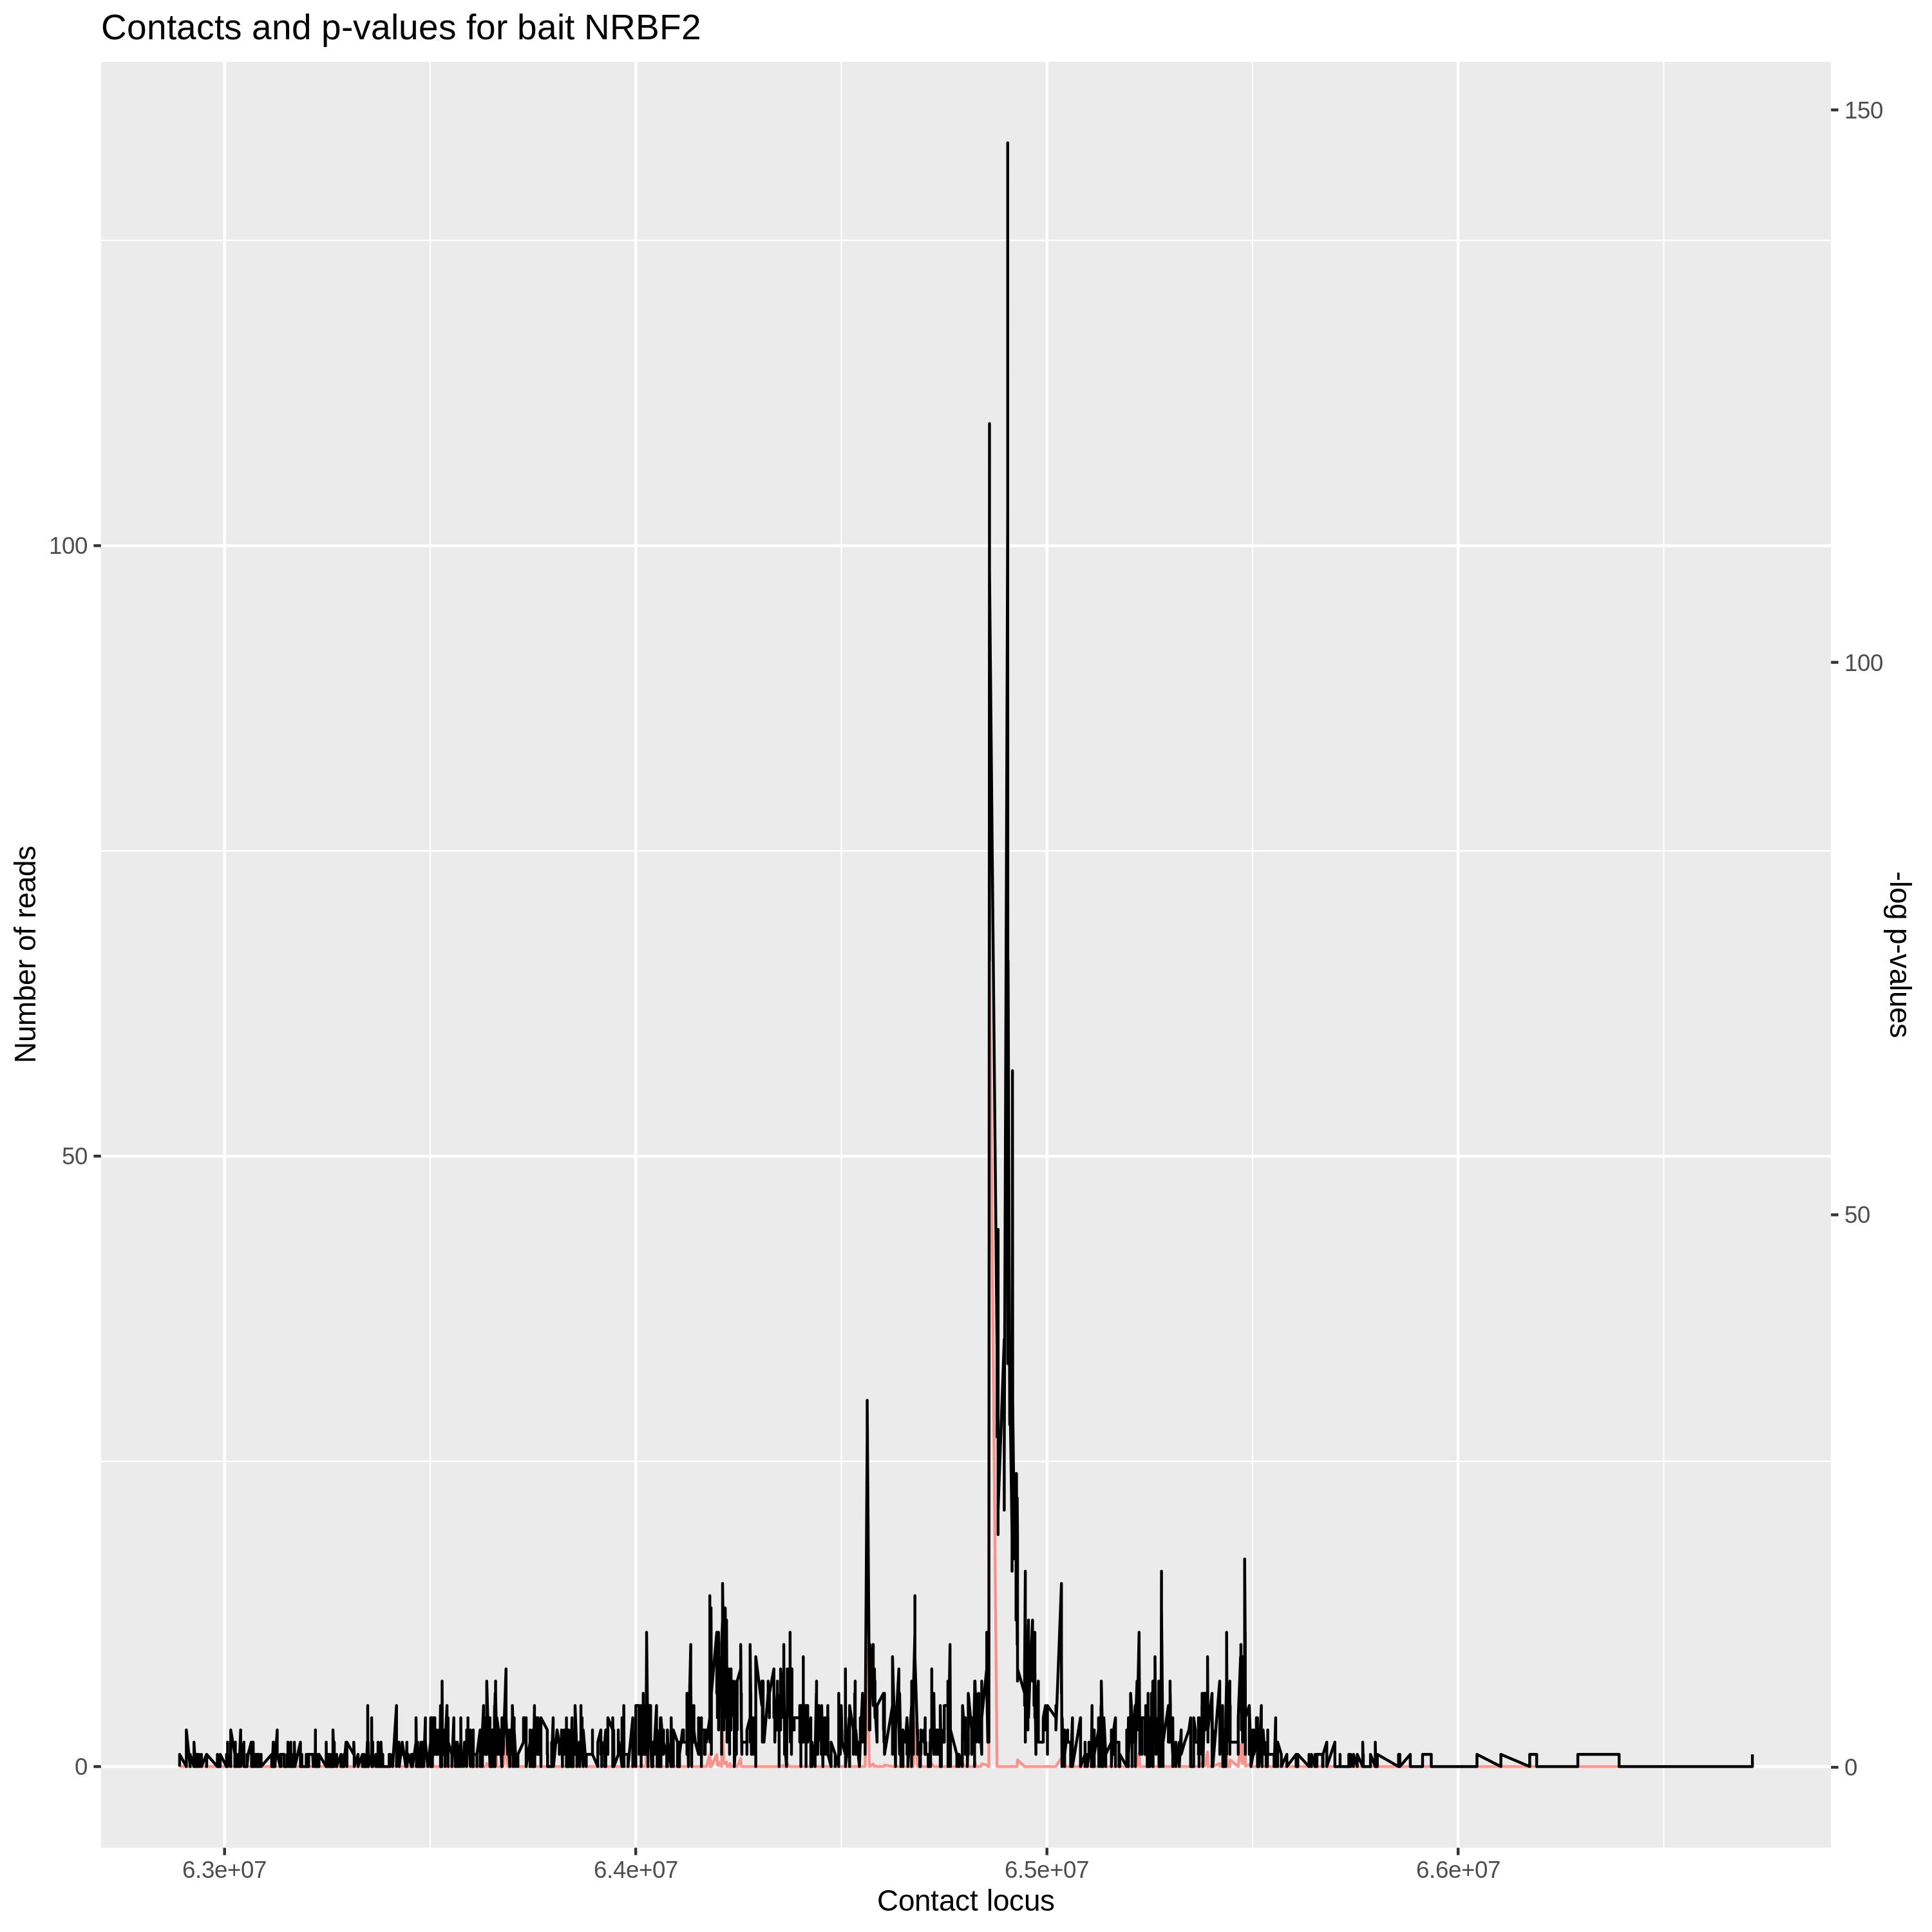 Contacts and p-values for bait NRBF2
150
100
100
50
50
0
0
Number of reads
-log p-values
6.3e+07
6.4e+07
6.5e+07
6.6e+07
Contact locus